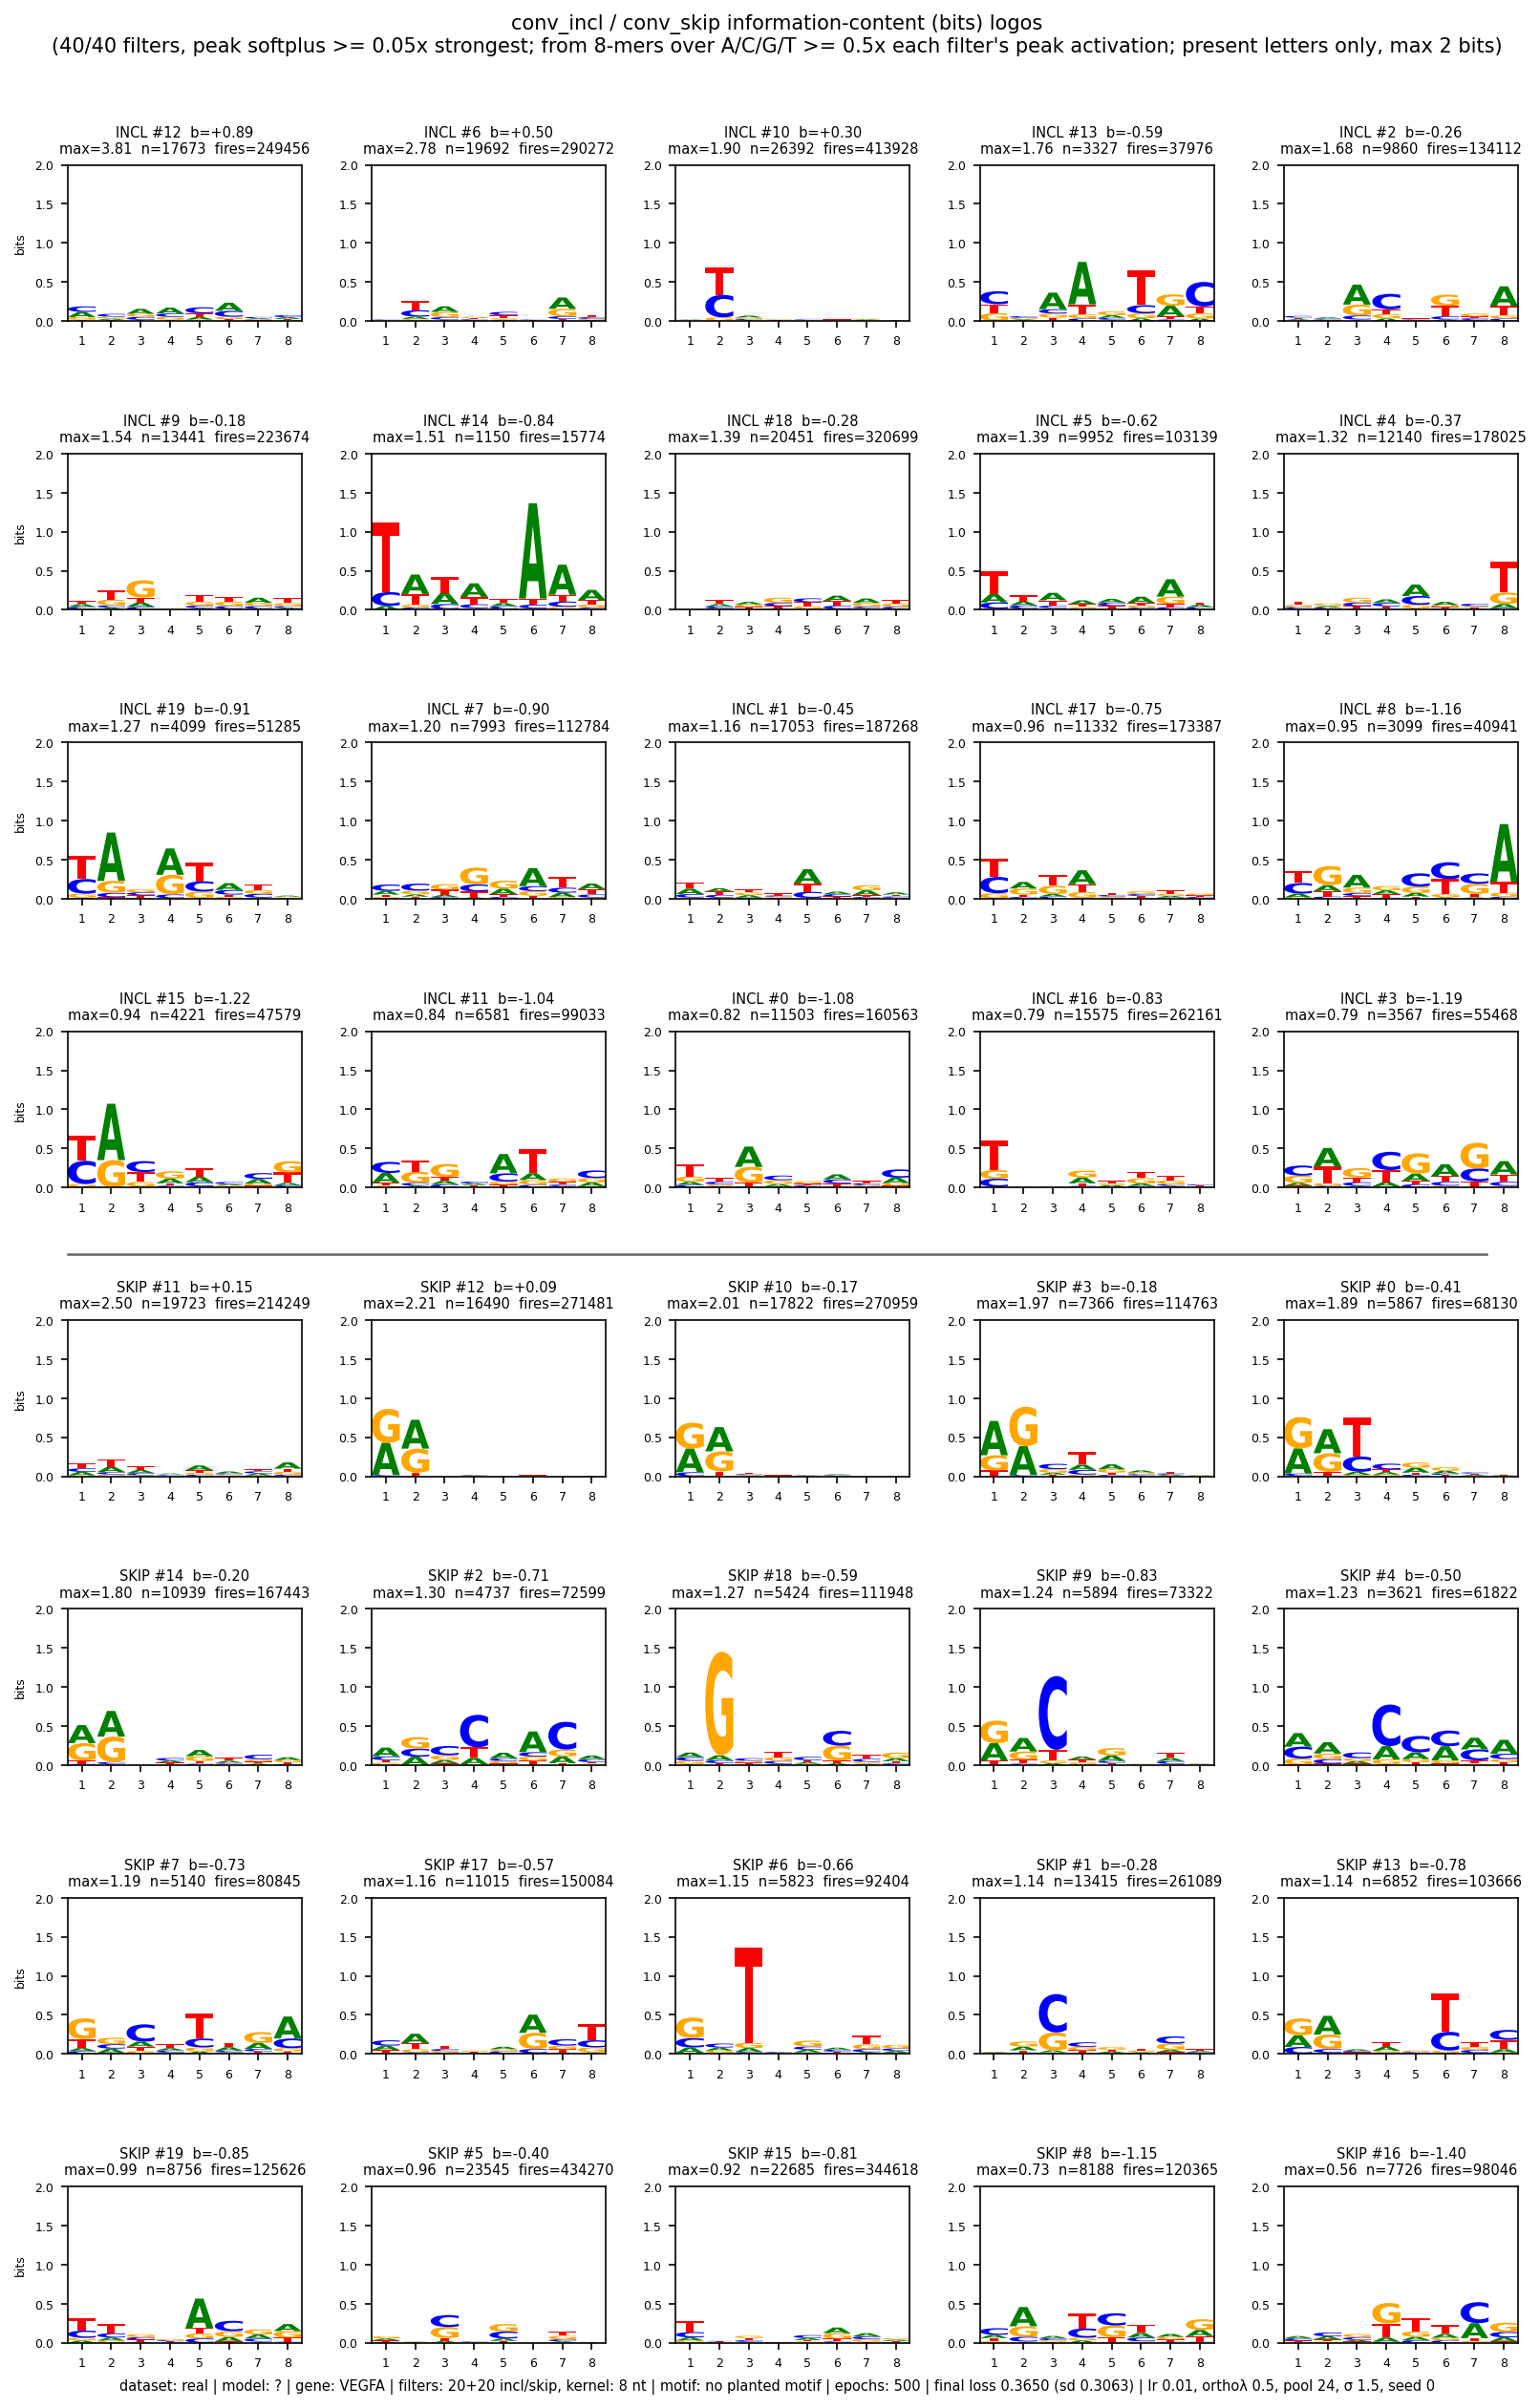 conv_incl / conv_skip information-content (bits) logos
(40/40 filters, peak softplus >= 0.05x strongest; from 8-mers over A/C/G/T >= 0.5x each filter's peak activation; present letters only, max 2 bits)
INCL #12 b=+0.89
max=3.81 n=17673 fires=249456
INCL #6 b=+0.50
max=2.78 n=19692 fires=290272
INCL #10 b=+0.30
max=1.90 n=26392 fires=413928
INCL #13 b=-0.59
max=1.76 n=3327 fires=37976
INCL #2 b=-0.26
max=1.68 n=9860 fires=134112
INCL #9 b=-0.18
max=1.54 n=13441 fires=223674
INCL #14 b=-0.84
max=1.51 n=1150 fires=15774
INCL #18 b=-0.28
max=1.39 n=20451 fires=320699
INCL #5 b=-0.62
max=1.39 n=9952 fires=103139
INCL #4 b=-0.37
max=1.32 n=12140 fires=178025
INCL #19 b=-0.91
max=1.27 n=4099 fires=51285
INCL #7 b=-0.90
max=1.20 n=7993 fires=112784
INCL #1 b=-0.45
max=1.16 n=17053 fires=187268
INCL #17 b=-0.75
max=0.96 n=11332 fires=173387
INCL #8 b=-1.16
max=0.95 n=3099 fires=40941
INCL #15 b=-1.22
max=0.94 n=4221 fires=47579
INCL #11 b=-1.04
max=0.84 n=6581 fires=99033
INCL #0 b=-1.08
max=0.82 n=11503 fires=160563
INCL #16 b=-0.83
max=0.79 n=15575 fires=262161
INCL #3 b=-1.19
max=0.79 n=3567 fires=55468
SKIP #11 b=+0.15
max=2.50 n=19723 fires=214249
SKIP #12 b=+0.09
max=2.21 n=16490 fires=271481
SKIP #10 b=-0.17
max=2.01 n=17822 fires=270959
SKIP #3 b=-0.18
max=1.97 n=7366 fires=114763
SKIP #0 b=-0.41
max=1.89 n=5867 fires=68130
SKIP #14 b=-0.20
max=1.80 n=10939 fires=167443
SKIP #2 b=-0.71
max=1.30 n=4737 fires=72599
SKIP #18 b=-0.59
max=1.27 n=5424 fires=111948
SKIP #9 b=-0.83
max=1.24 n=5894 fires=73322
SKIP #4 b=-0.50
max=1.23 n=3621 fires=61822
SKIP #7 b=-0.73
max=1.19 n=5140 fires=80845
SKIP #17 b=-0.57
max=1.16 n=11015 fires=150084
SKIP #6 b=-0.66
max=1.15 n=5823 fires=92404
SKIP #1 b=-0.28
max=1.14 n=13415 fires=261089
SKIP #13 b=-0.78
max=1.14 n=6852 fires=103666
SKIP #19 b=-0.85
max=0.99 n=8756 fires=125626
SKIP #5 b=-0.40
max=0.96 n=23545 fires=434270
SKIP #15 b=-0.81
max=0.92 n=22685 fires=344618
SKIP #8 b=-1.15
max=0.73 n=8188 fires=120365
SKIP #16 b=-1.40
max=0.56 n=7726 fires=98046
bits
2.0
1.5
1.0
0.5
0.0
1 2 3 4 5 6 7 8
dataset: real | model: ? | gene: VEGFA | filters: 20+20 incl/skip, kernel: 8 nt | motif: no planted motif | epochs: 500 | final loss 0.3650 (sd 0.3063) | lr 0.01, orthoλ 0.5, pool 24, σ 1.5, seed 0